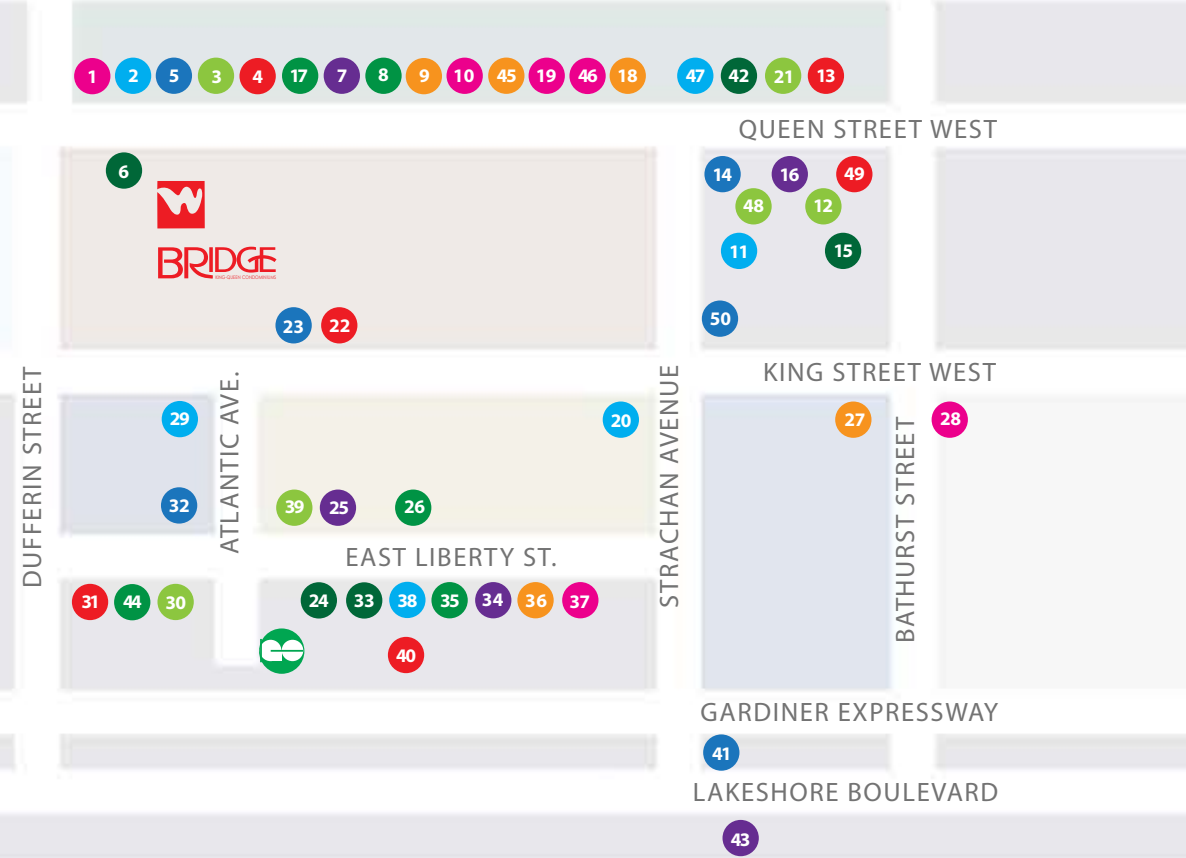 1 2 5 3 4 17 7 8 9 10 45 19 46 18 47 42 21 13
QUEEN STREET WEST
6
14 16 49
48 12
BRIDGE
KING QUEEN CONDOMINIUMS
11 15
23 22
50
KING STREET WEST
DUFFERIN STREET
ATLANTIC AVE.
STRACHAN AVENUE
BATHURST STREET
29 20 27 28
32 39 25 26
EAST LIBERTY ST.
31 44 30 24 33 38 35 34 36 37
GO
40
GARDINER EXPRESSWAY
41
LAKESHORE BOULEVARD
43